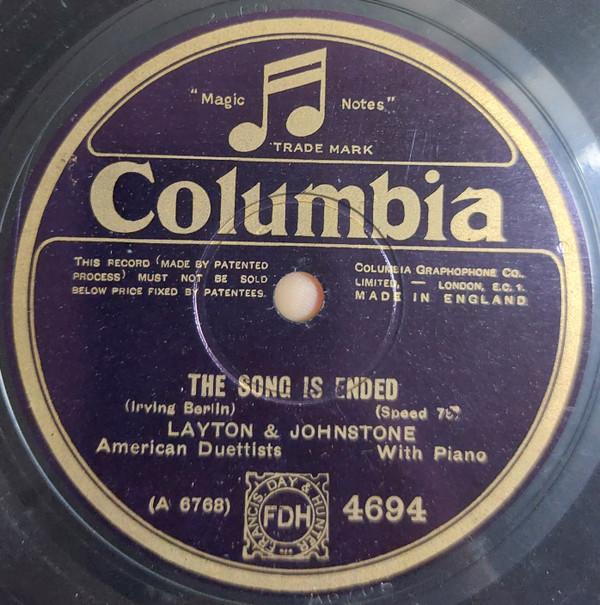 "Magic Notes"
TRADE MARK
Columbia
THIS RECORD (MADE BY PATENTED
PROCESS) MUST NOT BE SOLD
BELOW PRICE FIXED BY PATENTEES.
COLUMBIA GRAPHOPHONE CO.,
LIMITED, — LONDON, E.C.1.
MADE IN ENGLAND
THE SONG IS ENDED
(Irving Berlin) (Speed
LAYTON & JOHNSTONE
American Duettists With Piano
(A 6768) FRANCIS, DAY & HUNTER FDH 4694